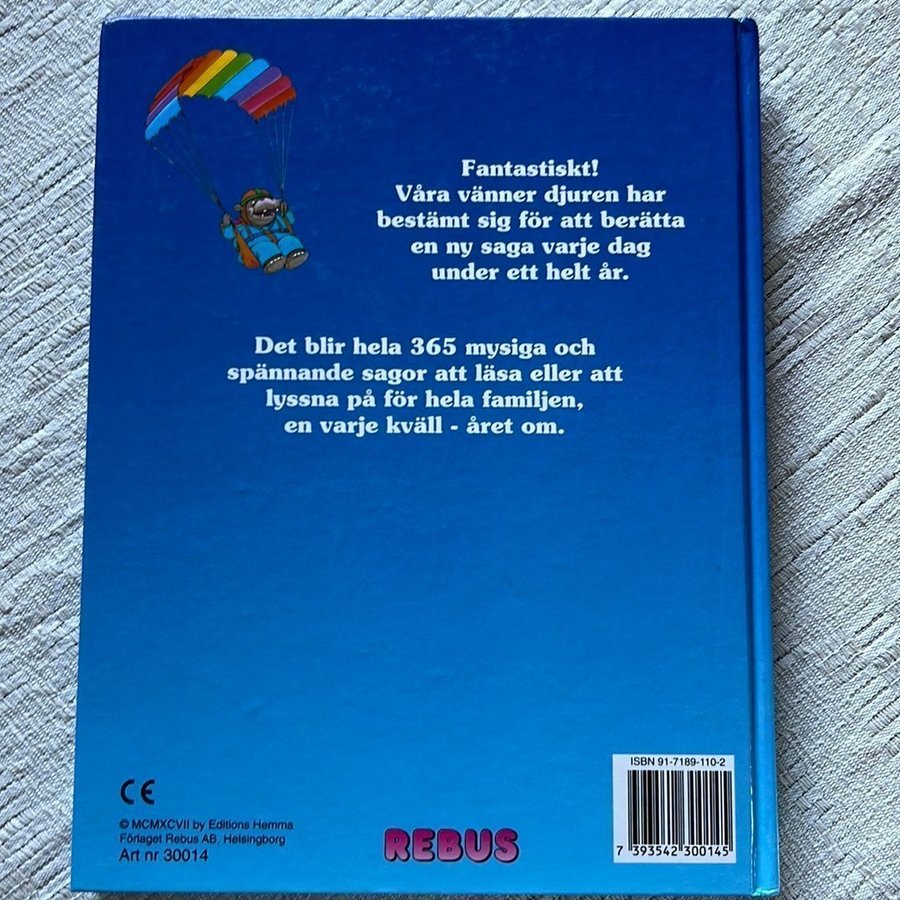 Fantastiskt!
Våra vänner djuren har
bestämt sig för att berätta
en ny saga varje dag
under ett helt år.
Det blir hela 365 mysiga och
spännande sagor att läsa eller att
lyssna på för hela familjen,
en varje kväll - året om.
CE
© MCMXCVII by Editions Hemma
Förlaget Rebus AB, Helsingborg
Art nr 30014
REBUS
ISBN 91-7189-110-2
7 393542 300145